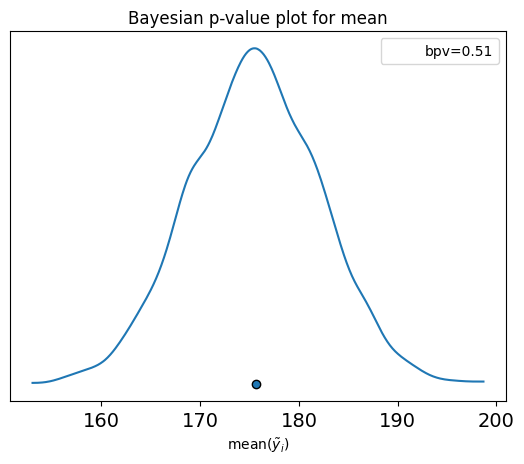 Bayesian p-value plot for mean
bpv=0.51
160 170 180 190 200
mean(ỹᵢ)